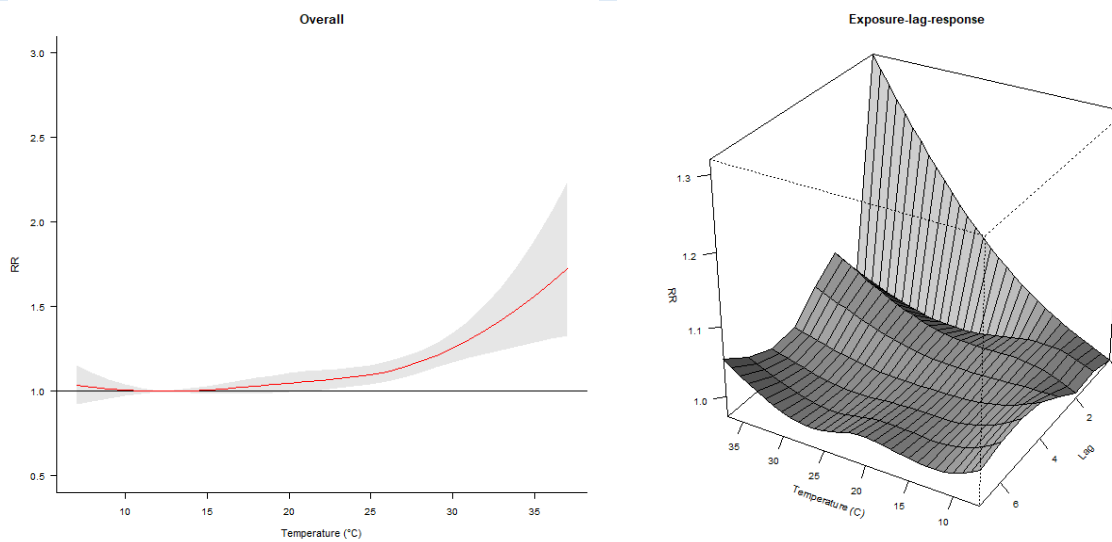 Overall
3.0
2.5
2.0
1.5
1.0
0.5
RR
10 15 20 25 30 35
Temperature (°C)
Exposure-lag-response
1.3
1.2
1.1
1.0
RR
35 30 25 20 15 10
Temperature (C)
2
4
6
Lag